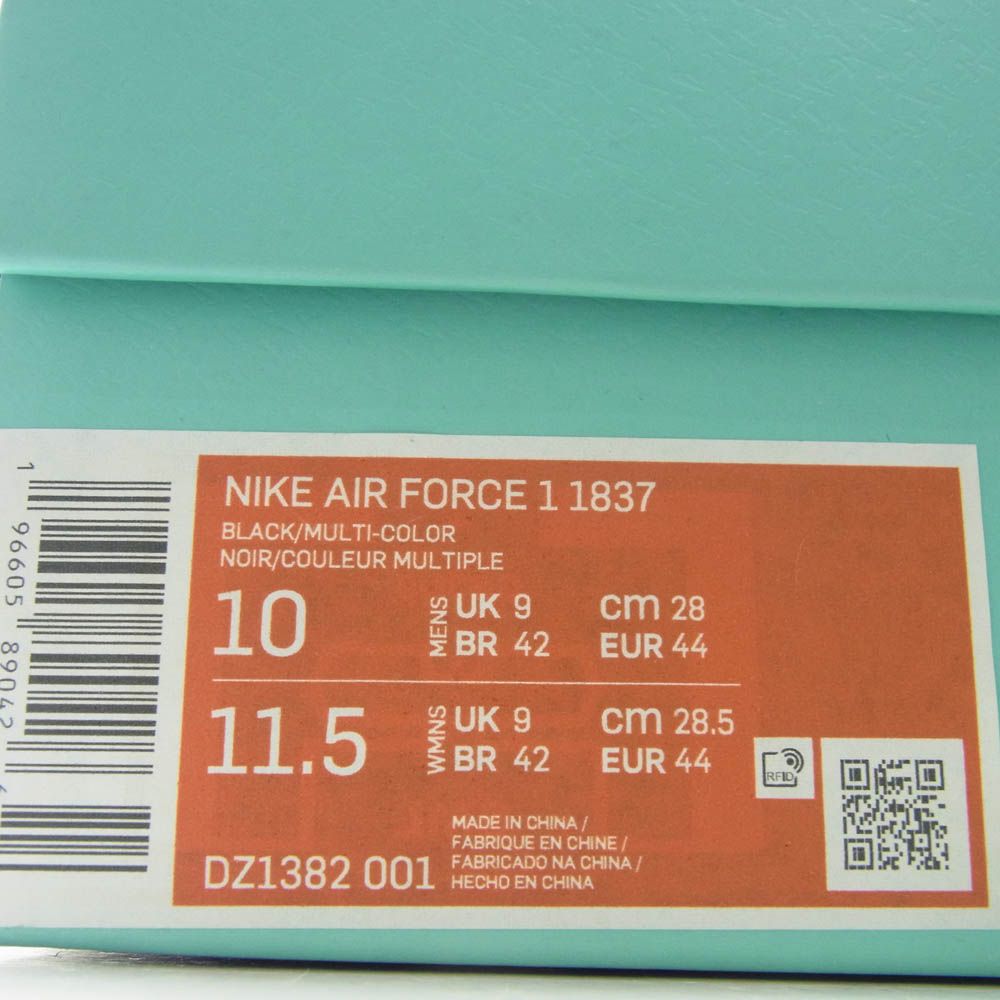 NIKE AIR FORCE 1 1837
BLACK/MULTI-COLOR
NOIR/COULEUR MULTIPLE
10 MENS UK 9 cm 28
BR 42 EUR 44
11.5 WMNS UK 9 cm 28.5
BR 42 EUR 44
RFID
MADE IN CHINA /
FABRIQUE EN CHINE /
FABRICADO NA CHINA /
HECHO EN CHINA
DZ1382 001
1 96605 89042